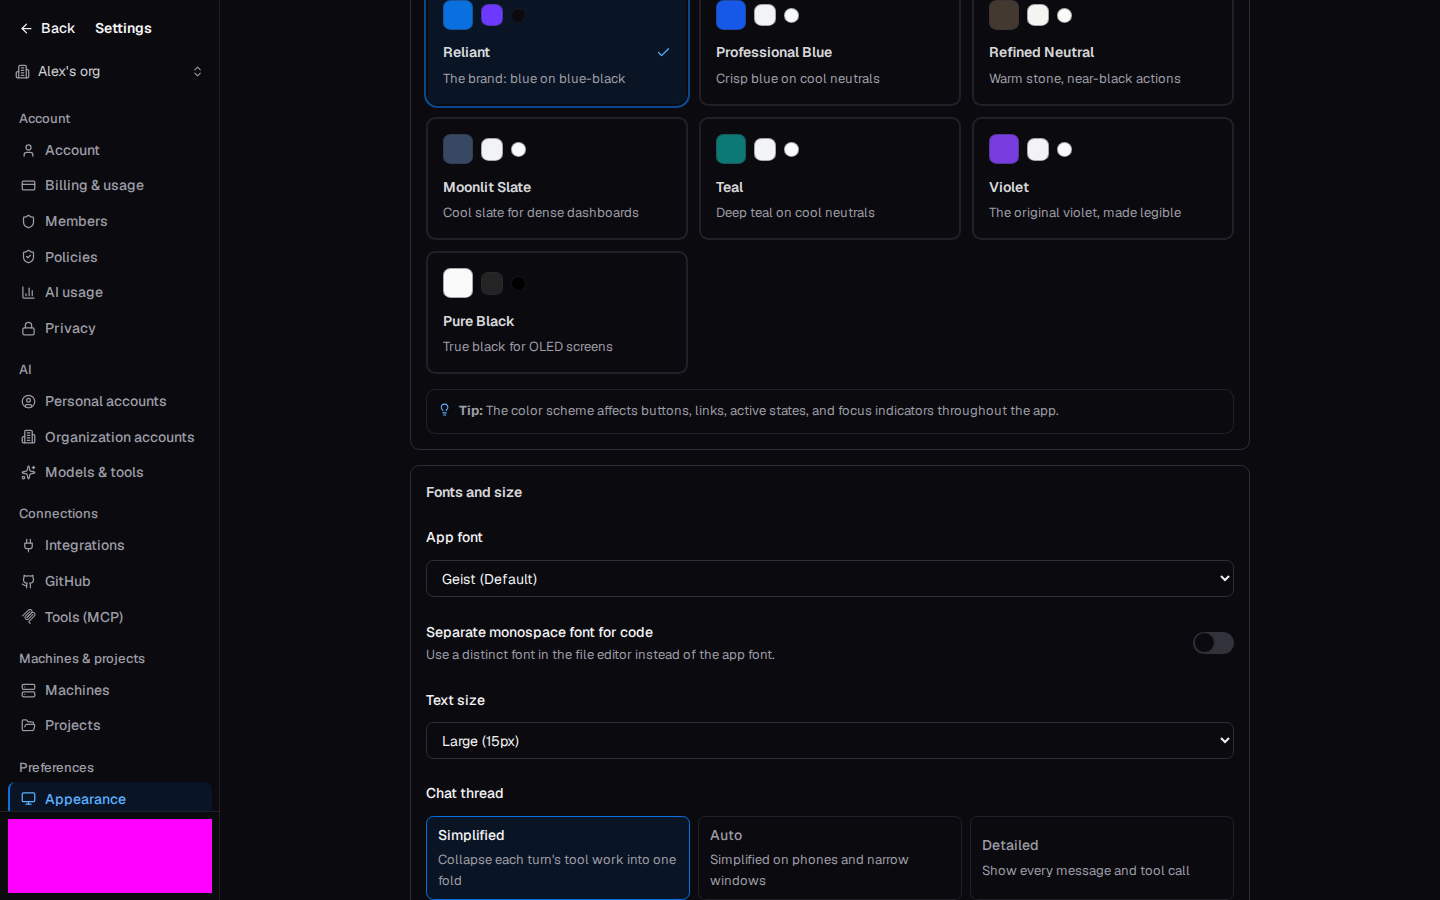 Back
Settings
Alex's org
Account
Account
Billing & usage
Members
Policies
AI usage
Privacy
AI
Personal accounts
Organization accounts
Models & tools
Connections
Integrations
GitHub
Tools (MCP)
Machines & projects
Machines
Projects
Preferences
Appearance
Reliant
The brand: blue on blue-black
Professional Blue
Crisp blue on cool neutrals
Refined Neutral
Warm stone, near-black actions
Moonlit Slate
Cool slate for dense dashboards
Teal
Deep teal on cool neutrals
Violet
The original violet, made legible
Pure Black
True black for OLED screens
Tip: The color scheme affects buttons, links, active states, and focus indicators throughout the app.
Fonts and size
App font
Geist (Default)
Separate monospace font for code
Use a distinct font in the file editor instead of the app font.
Text size
Large (15px)
Chat thread
Simplified
Collapse each turn's tool work into one
fold
Auto
Simplified on phones and narrow
windows
Detailed
Show every message and tool call